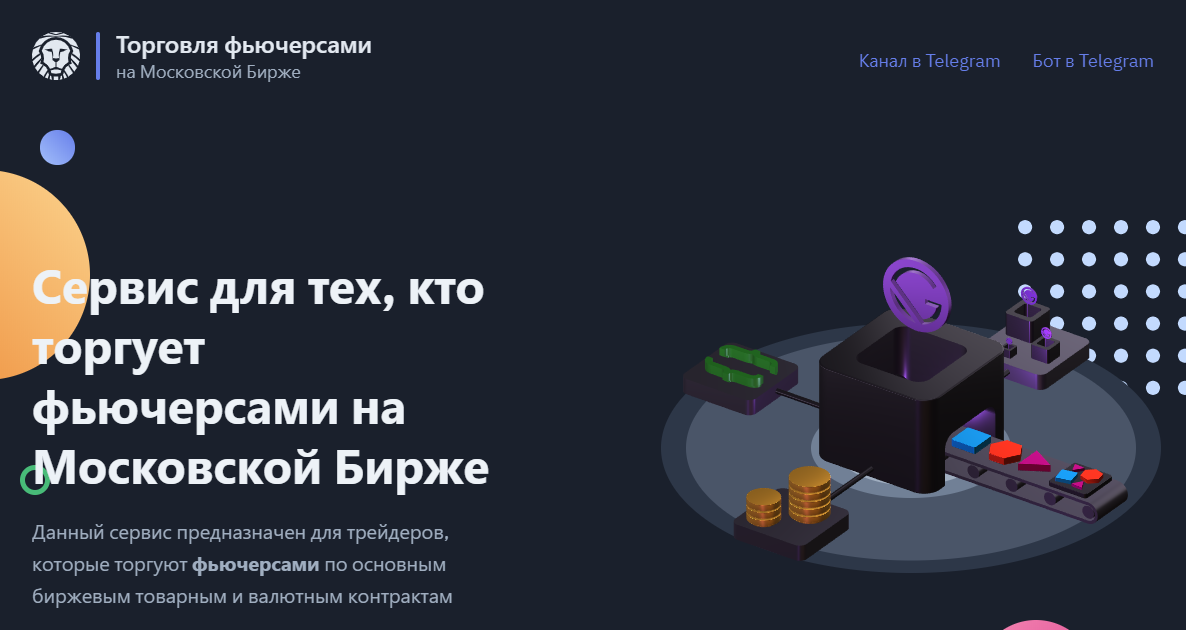 Торговля фьючерсами
на Московской Бирже
Канал в Telegram
Бот в Telegram
Сервис для тех, кто
торгует
фьючерсами на
Московской Бирже
Данный сервис предназначен для трейдеров,
которые торгуют фьючерсами по основным
биржевым товарным и валютным контрактам